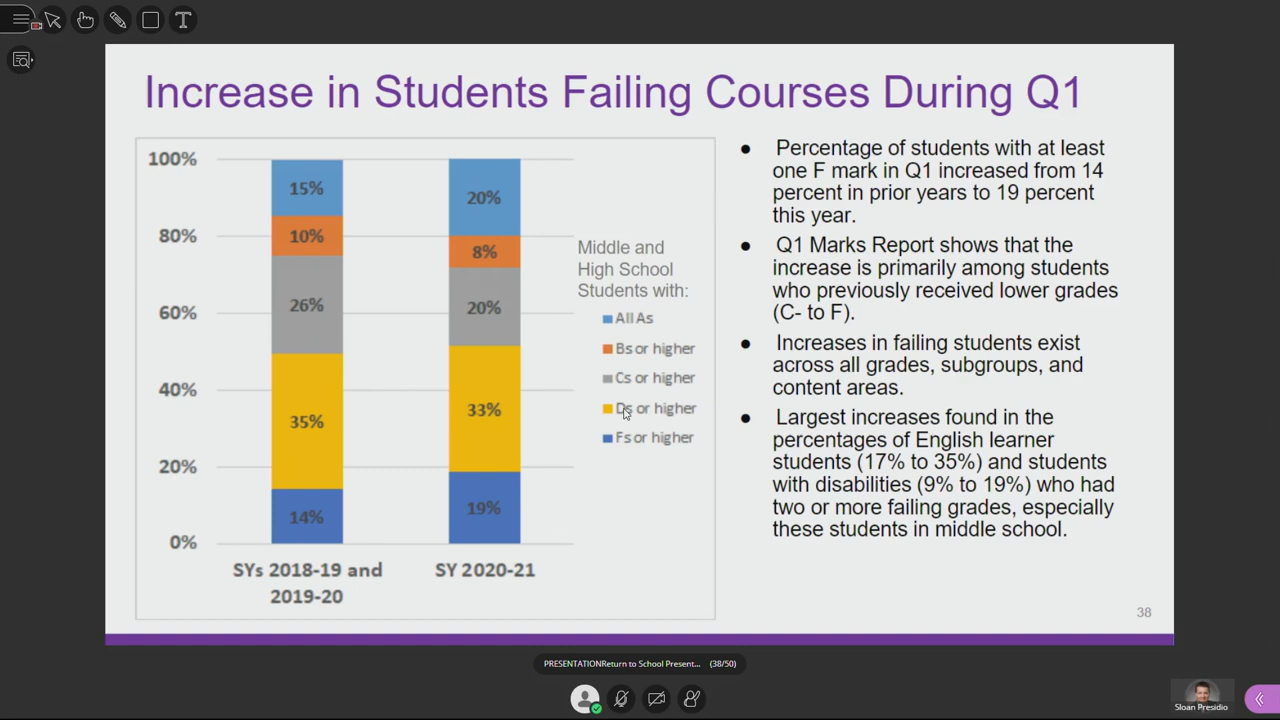 T
Increase in Students Failing Courses During Q1
100%
80%
60%
40%
20%
0%
15%
10%
26%
35%
14%
20%
8%
20%
33%
19%
SYs 2018-19 and
2019-20
SY 2020-21
Middle and
High School
Students with:
All As
Bs or higher
Cs or higher
Ds or higher
Fs or higher
● Percentage of students with at least
one F mark in Q1 increased from 14
percent in prior years to 19 percent
this year.
● Q1 Marks Report shows that the
increase is primarily among students
who previously received lower grades
(C- to F).
● Increases in failing students exist
across all grades, subgroups, and
content areas.
● Largest increases found in the
percentages of English learner
students (17% to 35%) and students
with disabilities (9% to 19%) who had
two or more failing grades, especially
these students in middle school.
38
PRESENTATIONReturn to School Present... (38/50)
Sloan Presidio